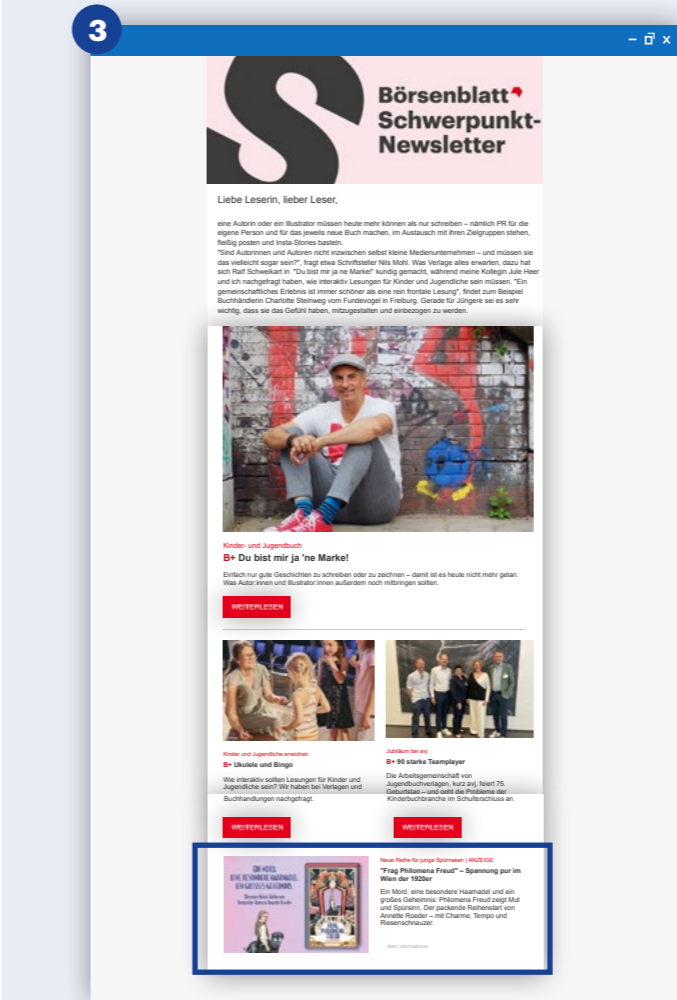 3
Börsenblatt
Schwerpunkt-
Newsletter
Liebe Leserin, lieber Leser,
eine Autorin oder ein Illustrator müssen heute mehr können als nur schreiben – nämlich PR für die
eigene Person und für das jeweils neue Buch machen, im Austausch mit ihren Zielgruppen stehen,
fleißig posten und Insta-Stories basteln.
"Sind Autorinnen und Autoren nicht inzwischen selbst kleine Medienunternehmen – und müssen sie
das vielleicht sogar sein?", fragt etwa Schriftsteller Nils Mohl. Was Verlage alles erwarten, dazu hat
sich Ralf Schweikart in "Du bist mir ja ne Marke!" kundig gemacht, während meine Kollegin Jule Heer
und ich nachgefragt haben, wie interaktiv Lesungen für Kinder und Jugendliche sein müssen. "Ein
gemeinschaftliches Erlebnis ist immer schöner als eine rein frontale Lesung", findet zum Beispiel
Buchhändlerin Charlotte Steinweg vom Fundevogel in Freiburg. Gerade für Jüngere sei es sehr
wichtig, dass sie das Gefühl haben, mitzugestalten und einbezogen zu werden.
Kinder- und Jugendbuch
B+ Du bist mir ja 'ne Marke!
Einfach nur gute Geschichten zu schreiben oder zu zeichnen – damit ist es heute nicht mehr getan.
Was Autor:innen und Illustrator:innen außerdem noch mitbringen sollten.
WEITERLESEN
Kinder und Jugendliche erreichen
B+ Ukulele und Bingo
Wie interaktiv sollten Lesungen für Kinder und
Jugendliche sein? Wir haben bei Verlagen und
Buchhandlungen nachgefragt.
WEITERLESEN
Jubiläum bei avj
B+ 90 starke Teamplayer
Die Arbeitsgemeinschaft von
Jugendbuchverlagen, kurz avj, feiert 75.
Geburtstag – und geht die Probleme der
Kinderbuchbranche im Schulterschluss an.
WEITERLESEN
EIN MORD.
EINE BESONDERE HAARNADEL.
EIN GROSSES GEHEIMNIS.
FRAG
PHILOMENA
FREUD
Neue Reihe für junge Spürnasen | ANZEIGE
"Frag Philomena Freud" – Spannung pur im
Wien der 1920er
Ein Mord, eine besondere Haarnadel und ein
großes Geheimnis: Philomena Freud zeigt Mut
und Spürsinn. Der packende Reihenstart von
Annette Roeder – mit Charme, Tempo und
Riesenschnauzer.
Mehr Informationen